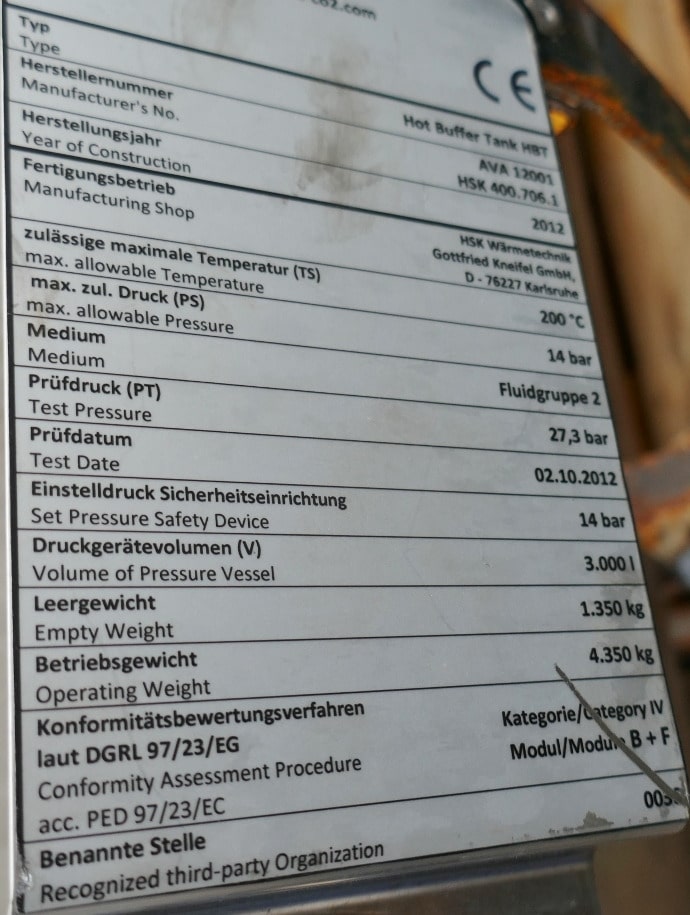 Typ
Type
Hot Buffer Tank HBT
Herstellernummer
Manufacturer's No.
AVA 12001
HSK 400.706.1
Herstellungsjahr
Year of Construction
2012
Fertigungsbetrieb
Manufacturing Shop
HSK Wärmetechnik
Gottfried Kneifel GmbH,
D - 76227 Karlsruhe
zulässige maximale Temperatur (TS)
max. allowable Temperature
200 °C
max. zul. Druck (PS)
max. allowable Pressure
14 bar
Medium
Medium
Fluidgruppe 2
Prüfdruck (PT)
Test Pressure
27,3 bar
Prüfdatum
Test Date
02.10.2012
Einstelldruck Sicherheitseinrichtung
Set Pressure Safety Device
14 bar
Druckgerätevolumen (V)
Volume of Pressure Vessel
3.000 l
Leergewicht
Empty Weight
1.350 kg
Betriebsgewicht
Operating Weight
4.350 kg
Konformitätsbewertungsverfahren
laut DGRL 97/23/EG
Conformity Assessment Procedure
acc. PED 97/23/EC
Kategorie/Category IV
Modul/Modul B + F
Benannte Stelle
Recognized third-party Organization